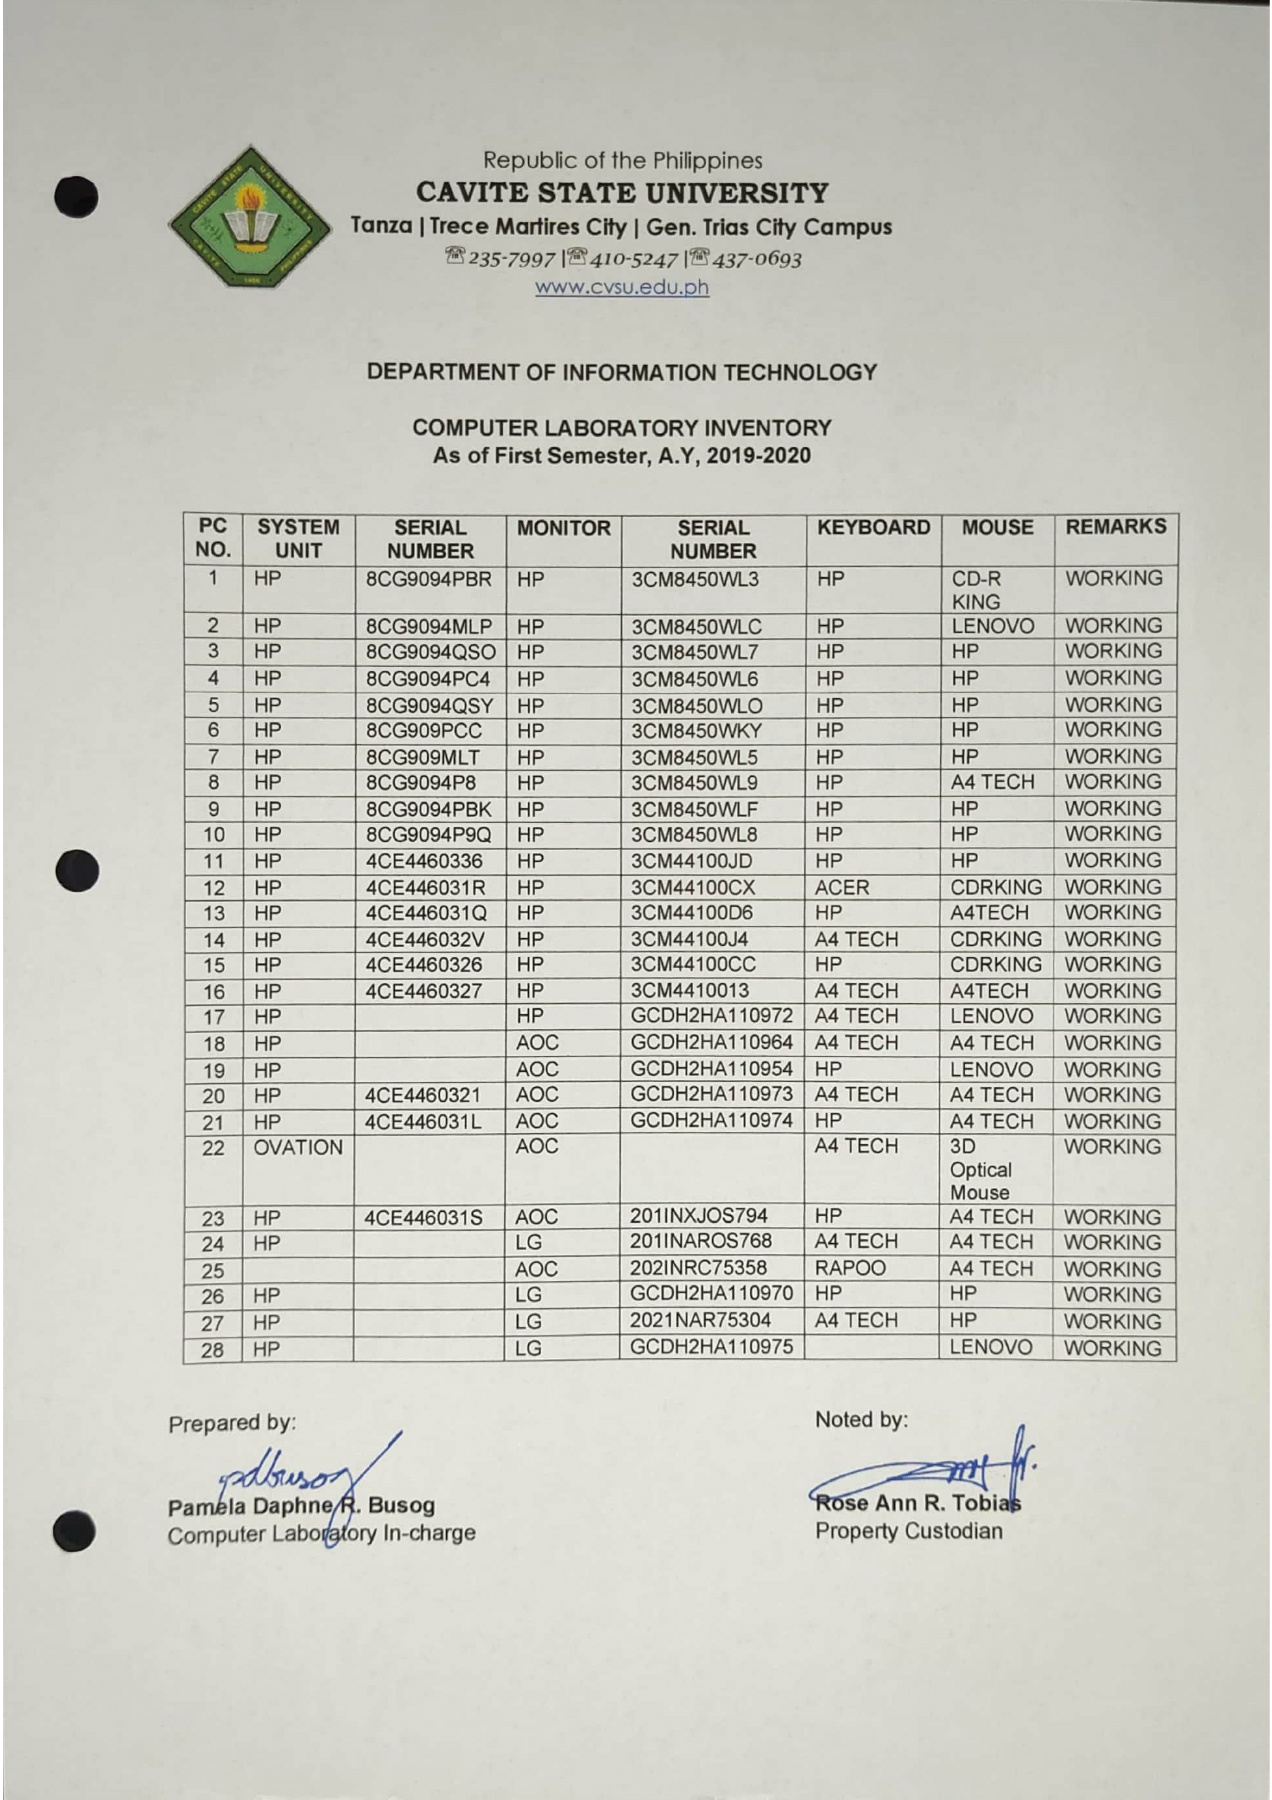 CAVITE STATE UNIVERSITY
CAVITE PHILIPPINES
1906
Republic of the Philippines
CAVITE STATE UNIVERSITY
Tanza | Trece Martires City | Gen. Trias City Campus
☏235-7997 |☏410-5247 |☏437-0693
www.cvsu.edu.ph
DEPARTMENT OF INFORMATION TECHNOLOGY
COMPUTER LABORATORY INVENTORY
As of First Semester, A.Y, 2019-2020
PC NO. SYSTEM UNIT SERIAL NUMBER MONITOR SERIAL NUMBER KEYBOARD MOUSE REMARKS
1 HP 8CG9094PBR HP 3CM8450WL3 HP CD-R KING WORKING
2 HP 8CG9094MLP HP 3CM8450WLC HP LENOVO WORKING
3 HP 8CG9094QSO HP 3CM8450WL7 HP HP WORKING
4 HP 8CG9094PC4 HP 3CM8450WL6 HP HP WORKING
5 HP 8CG9094QSY HP 3CM8450WLO HP HP WORKING
6 HP 8CG909PCC HP 3CM8450WKY HP HP WORKING
7 HP 8CG909MLT HP 3CM8450WL5 HP HP WORKING
8 HP 8CG9094P8 HP 3CM8450WL9 HP A4 TECH WORKING
9 HP 8CG9094PBK HP 3CM8450WLF HP HP WORKING
10 HP 8CG9094P9Q HP 3CM8450WL8 HP HP WORKING
11 HP 4CE4460336 HP 3CM44100JD HP HP WORKING
12 HP 4CE446031R HP 3CM44100CX ACER CDRKING WORKING
13 HP 4CE446031Q HP 3CM44100D6 HP A4TECH WORKING
14 HP 4CE446032V HP 3CM44100J4 A4 TECH CDRKING WORKING
15 HP 4CE4460326 HP 3CM44100CC HP CDRKING WORKING
16 HP 4CE4460327 HP 3CM4410013 A4 TECH A4TECH WORKING
17 HP HP GCDH2HA110972 A4 TECH LENOVO WORKING
18 HP AOC GCDH2HA110964 A4 TECH A4 TECH WORKING
19 HP AOC GCDH2HA110954 HP LENOVO WORKING
20 HP 4CE4460321 AOC GCDH2HA110973 A4 TECH A4 TECH WORKING
21 HP 4CE446031L AOC GCDH2HA110974 HP A4 TECH WORKING
22 OVATION AOC A4 TECH 3D Optical Mouse WORKING
23 HP 4CE446031S AOC 201INXJOS794 HP A4 TECH WORKING
24 HP LG 201INAROS768 A4 TECH A4 TECH WORKING
25 AOC 202INRC75358 RAPOO A4 TECH WORKING
26 HP LG GCDH2HA110970 HP HP WORKING
27 HP LG 2021NAR75304 A4 TECH HP WORKING
28 HP LG GCDH2HA110975 LENOVO WORKING
Prepared by: Noted by:
pdbusog
Pamela Daphne R. Busog Rose Ann R. Tobias
Computer Laboratory In-charge Property Custodian